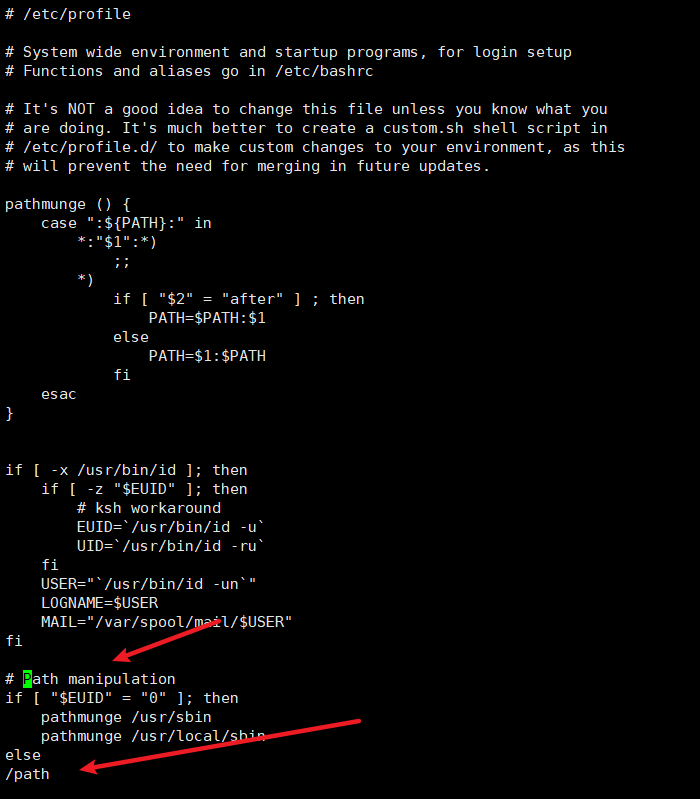 # /etc/profile
# System wide environment and startup programs, for login setup
# Functions and aliases go in /etc/bashrc
# It's NOT a good idea to change this file unless you know what you
# are doing. It's much better to create a custom.sh shell script in
# /etc/profile.d/ to make custom changes to your environment, as this
# will prevent the need for merging in future updates.
pathmunge () {
    case ":${PATH}:" in
        *:"$1":*)
            ;;
        *)
            if [ "$2" = "after" ] ; then
                PATH=$PATH:$1
            else
                PATH=$1:$PATH
            fi
    esac
}
if [ -x /usr/bin/id ]; then
    if [ -z "$EUID" ]; then
        # ksh workaround
        EUID=`/usr/bin/id -u`
        UID=`/usr/bin/id -ru`
    fi
    USER="`/usr/bin/id -un`"
    LOGNAME=$USER
    MAIL="/var/spool/mail/$USER"
fi
# Path manipulation
if [ "$EUID" = "0" ]; then
    pathmunge /usr/sbin
    pathmunge /usr/local/sbin
else
/path